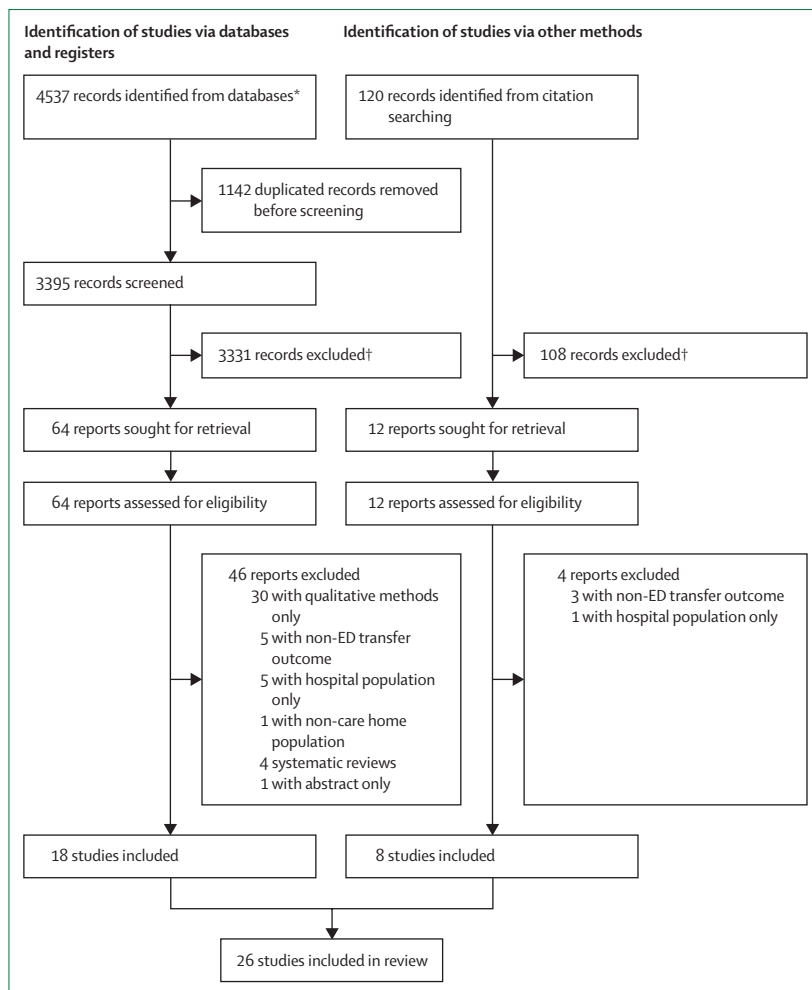 Identification of studies via databases
and registers
Identification of studies via other methods
4537 records identified from databases*
120 records identified from citation
searching
1142 duplicated records removed
before screening
3395 records screened
3331 records excluded†
108 records excluded†
64 reports sought for retrieval
12 reports sought for retrieval
64 reports assessed for eligibility
12 reports assessed for eligibility
46 reports excluded
30 with qualitative methods
only
5 with non-ED transfer
outcome
5 with hospital population
only
1 with non-care home
population
4 systematic reviews
1 with abstract only
4 reports excluded
3 with non-ED transfer outcome
1 with hospital population only
18 studies included
8 studies included
26 studies included in review